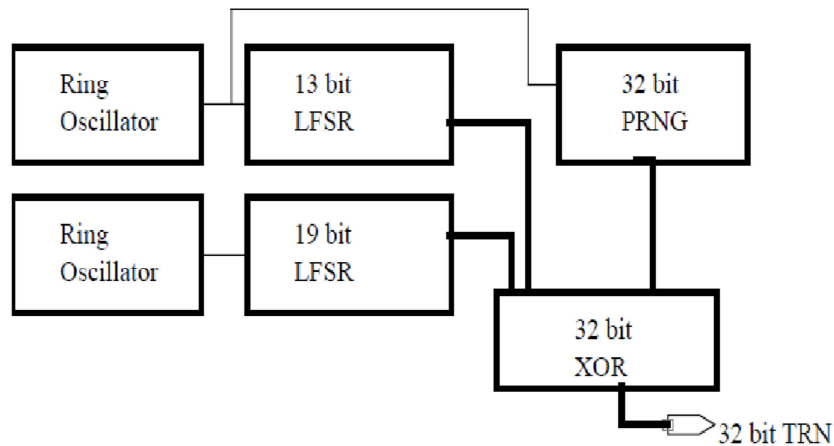 Ring
Oscillator
13 bit
LFSR
32 bit
PRNG
Ring
Oscillator
19 bit
LFSR
32 bit
XOR
32 bit TRN